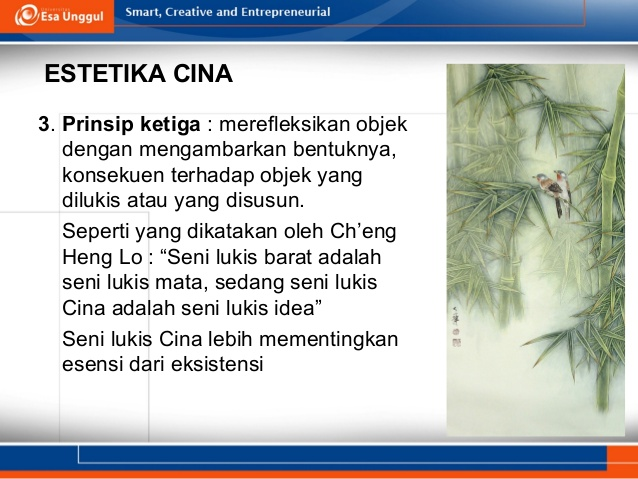 Esa Unggul
Smart, Creative and Entrepreneurial
ESTETIKA CINA
3. Prinsip ketiga : merefleksikan objek
dengan mengambarkan bentuknya,
konsekuen terhadap objek yang
dilukis atau yang disusun.
Seperti yang dikatakan oleh Ch’eng
Heng Lo : “Seni lukis barat adalah
seni lukis mata, sedang seni lukis
Cina adalah seni lukis idea”
Seni lukis Cina lebih mementingkan
esensi dari eksistensi